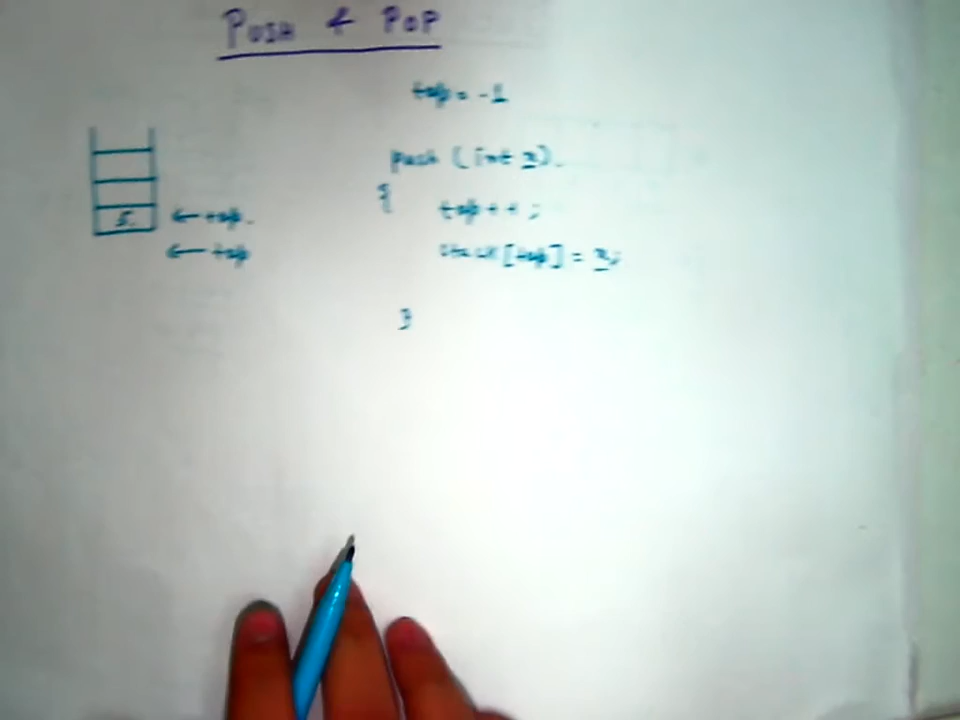 PUSH & POP
top = -1
push (int x).
{ top++ ;
5. ← top.
stack[top] = x;
← top
}